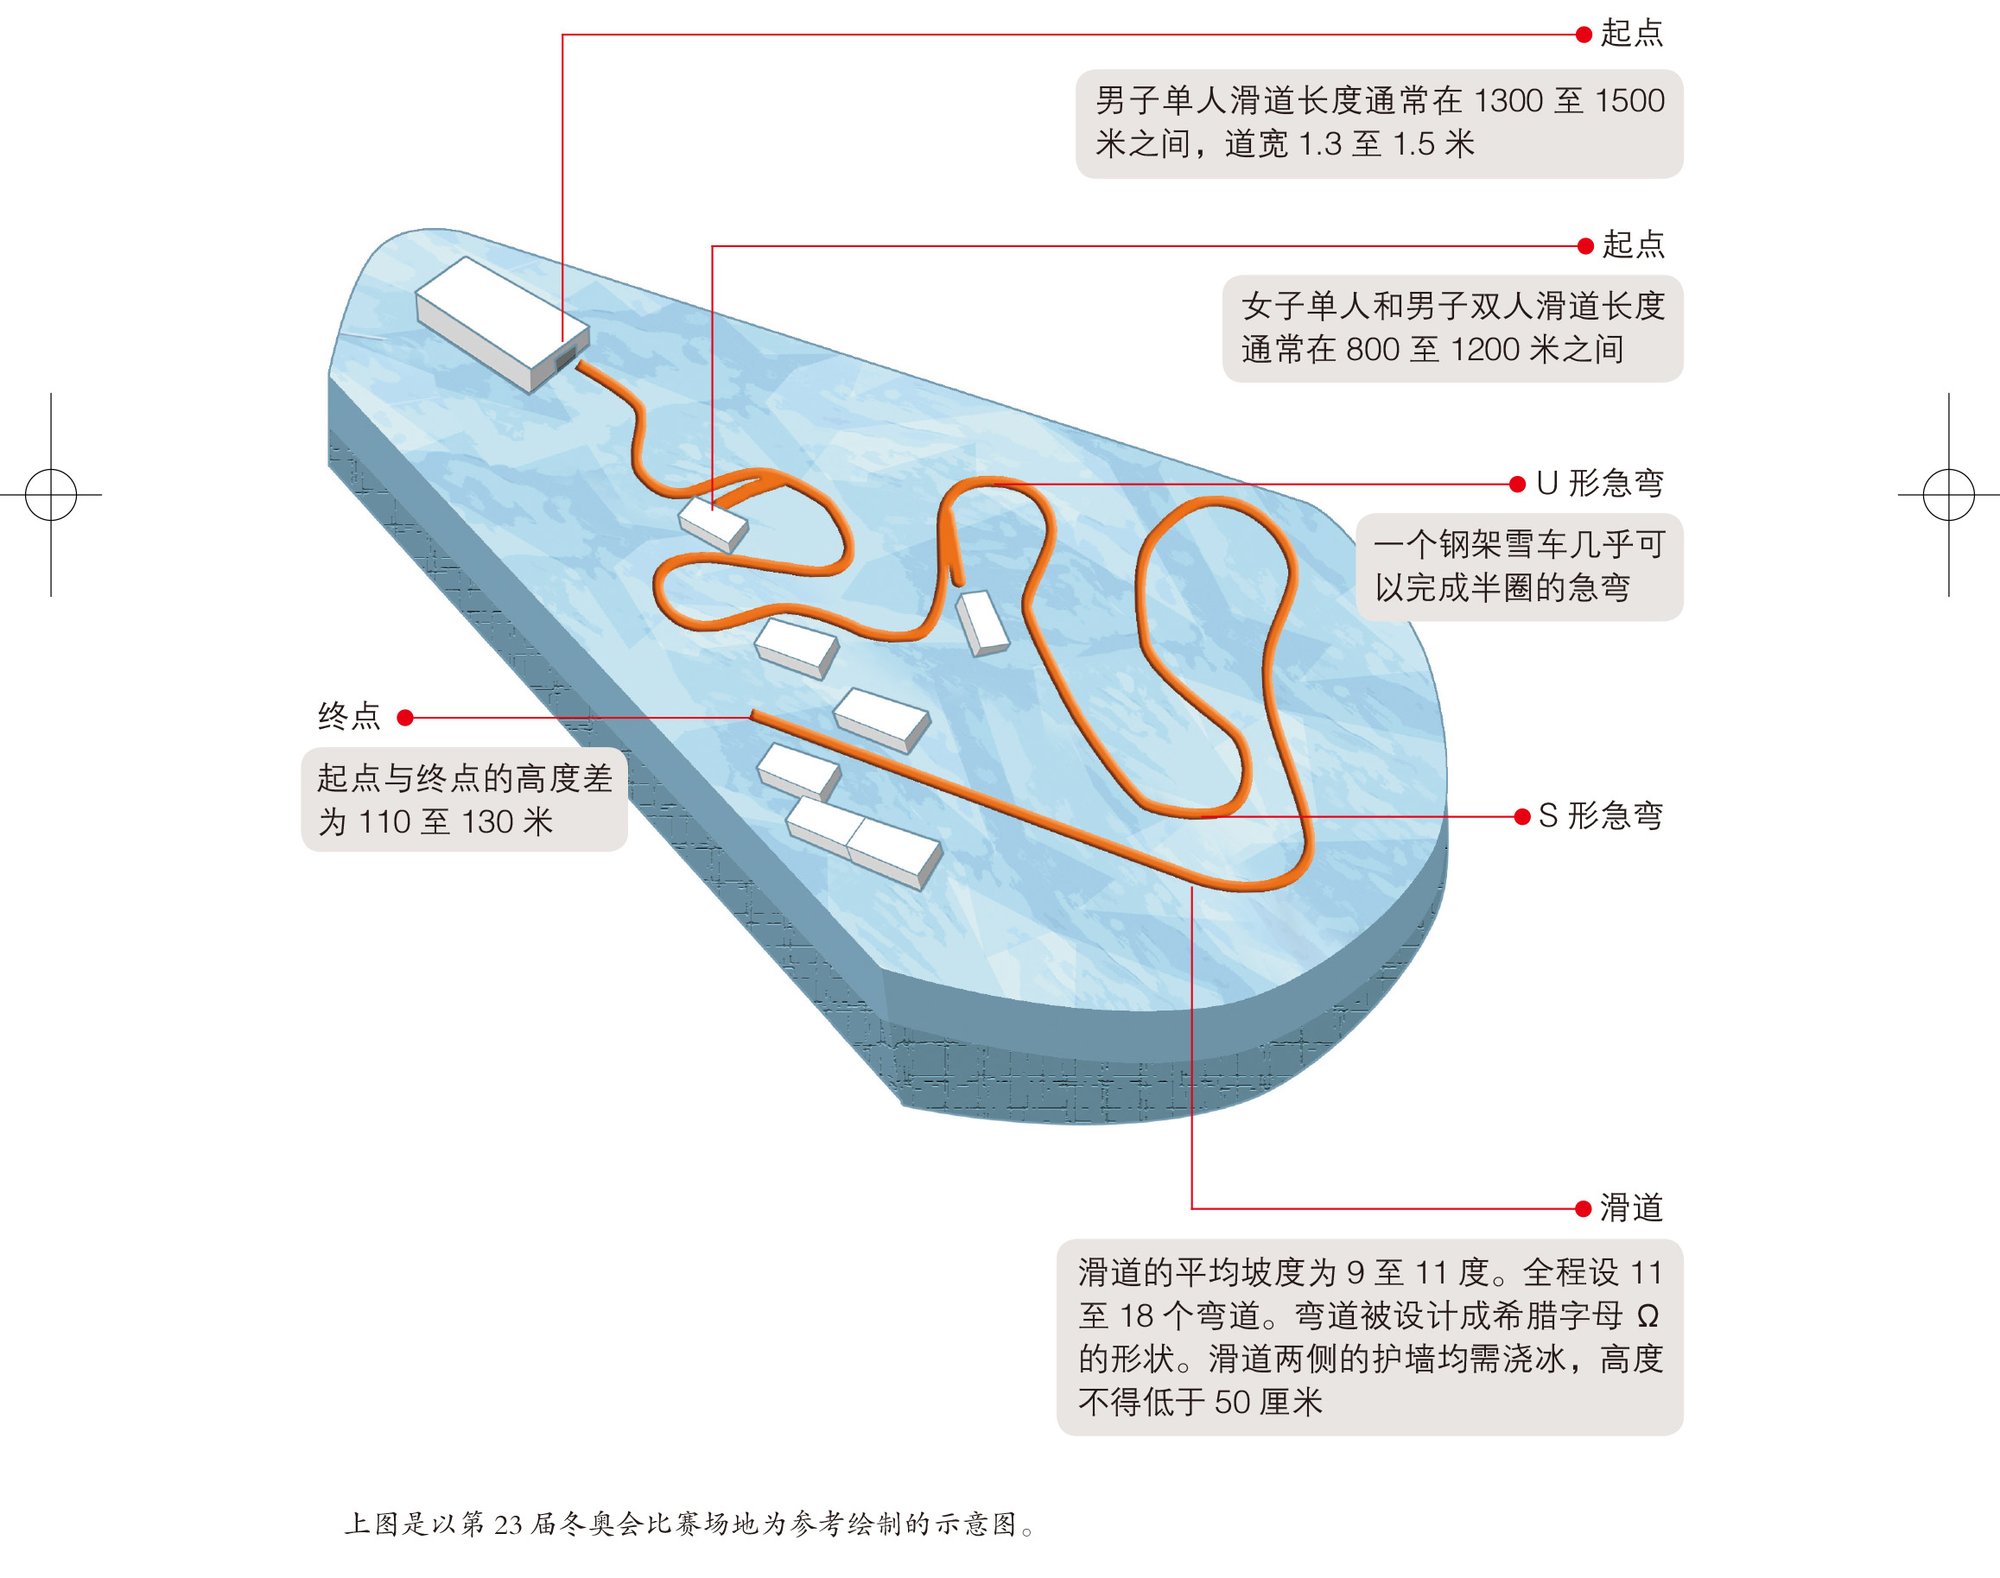 起点
男子单人滑道长度通常在 1300 至 1500
米之间，道宽 1.3 至 1.5 米
起点
女子单人和男子双人滑道长度
通常在 800 至 1200 米之间
U 形急弯
一个钢架雪车几乎可
以完成半圈的急弯
终点
起点与终点的高度差
为 110 至 130 米
S 形急弯
滑道
滑道的平均坡度为 9 至 11 度。全程设 11
至 18 个弯道。弯道被设计成希腊字母 Ω
的形状。滑道两侧的护墙均需浇冰，高度
不得低于 50 厘米
上图是以第 23 届冬奥会比赛场地为参考绘制的示意图。